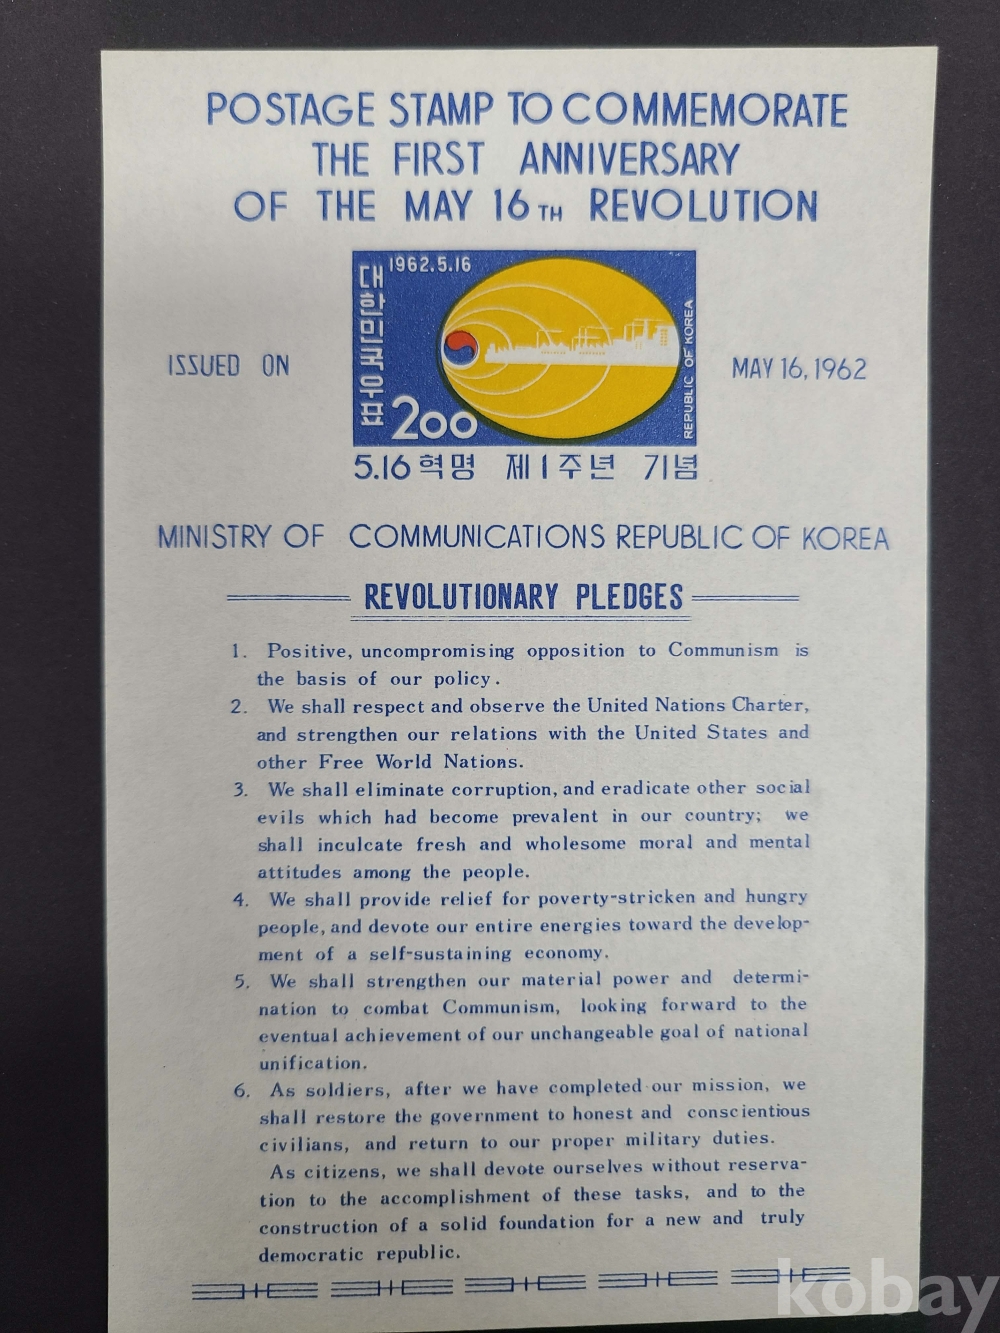 POSTAGE STAMP TO COMMEMORATE
THE FIRST ANNIVERSARY
OF THE MAY 16TH REVOLUTION
1962.5.16
대한민국우표
200
REPUBLIC OF KOREA
ISSUED ON
MAY 16, 1962
5.16 혁명 제1주년 기념
MINISTRY OF COMMUNICATIONS REPUBLIC OF KOREA
REVOLUTIONARY PLEDGES
1. Positive, uncompromising opposition to Communism is
the basis of our policy.
2. We shall respect and observe the United Nations Charter,
and strengthen our relations with the United States and
other Free World Nations.
3. We shall eliminate corruption, and eradicate other social
evils which had become prevalent in our country; we
shall inculcate fresh and wholesome moral and mental
attitudes among the people.
4. We shall provide relief for poverty-stricken and hungry
people, and devote our entire energies toward the develop-
ment of a self-sustaining economy.
5. We shall strengthen our material power and determi-
nation to combat Communism, looking forward to the
eventual achievement of our unchangeable goal of national
unification.
6. As soldiers, after we have completed our mission, we
shall restore the government to honest and conscientious
civilians, and return to our proper military duties.
As citizens, we shall devote ourselves without reserva-
tion to the accomplishment of these tasks, and to the
construction of a solid foundation for a new and truly
democratic republic.
kobay